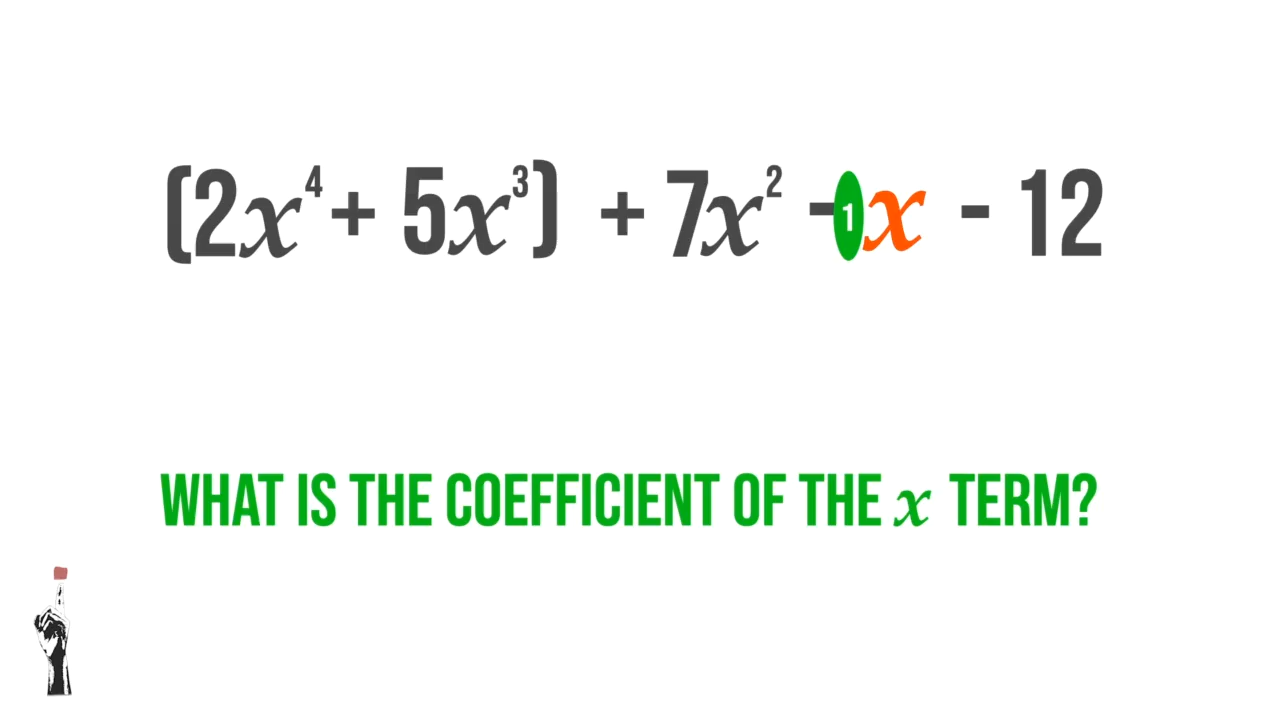 (2x⁴ + 5x³) + 7x² - 1x - 12
WHAT IS THE COEFFICIENT OF THE x TERM?